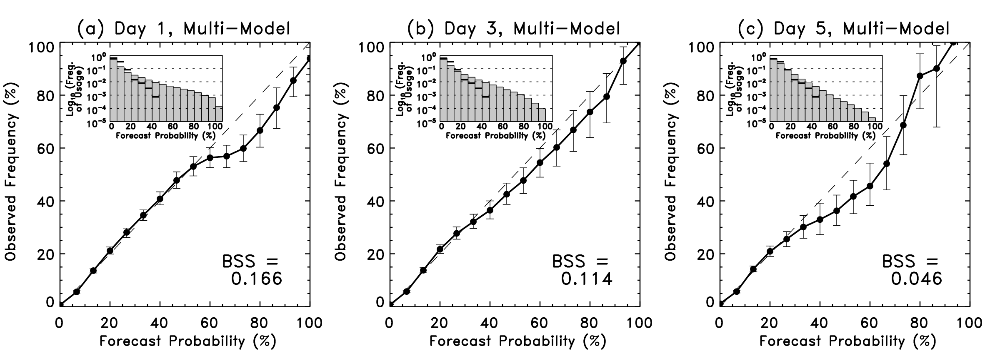 (a) Day 1, Multi-Model
100
80
60
40
20
0
0 20 40 60 80 100
Observed Frequency (%)
Forecast Probability (%)
10^0
10^-1
10^-2
10^-3
10^-4
10^-5
0 20 40 60 80 100
Log10 (Freq.
of Usage)
Forecast Probability (%)
BSS =
0.166
(b) Day 3, Multi-Model
100
80
60
40
20
0
0 20 40 60 80 100
Observed Frequency (%)
Forecast Probability (%)
10^0
10^-1
10^-2
10^-3
10^-4
10^-5
0 20 40 60 80 100
Log10 (Freq.
of Usage)
Forecast Probability (%)
BSS =
0.114
(c) Day 5, Multi-Model
100
80
60
40
20
0
0 20 40 60 80 100
Observed Frequency (%)
Forecast Probability (%)
10^0
10^-1
10^-2
10^-3
10^-4
10^-5
0 20 40 60 80 100
Log10 (Freq.
of Usage)
Forecast Probability (%)
BSS =
0.046